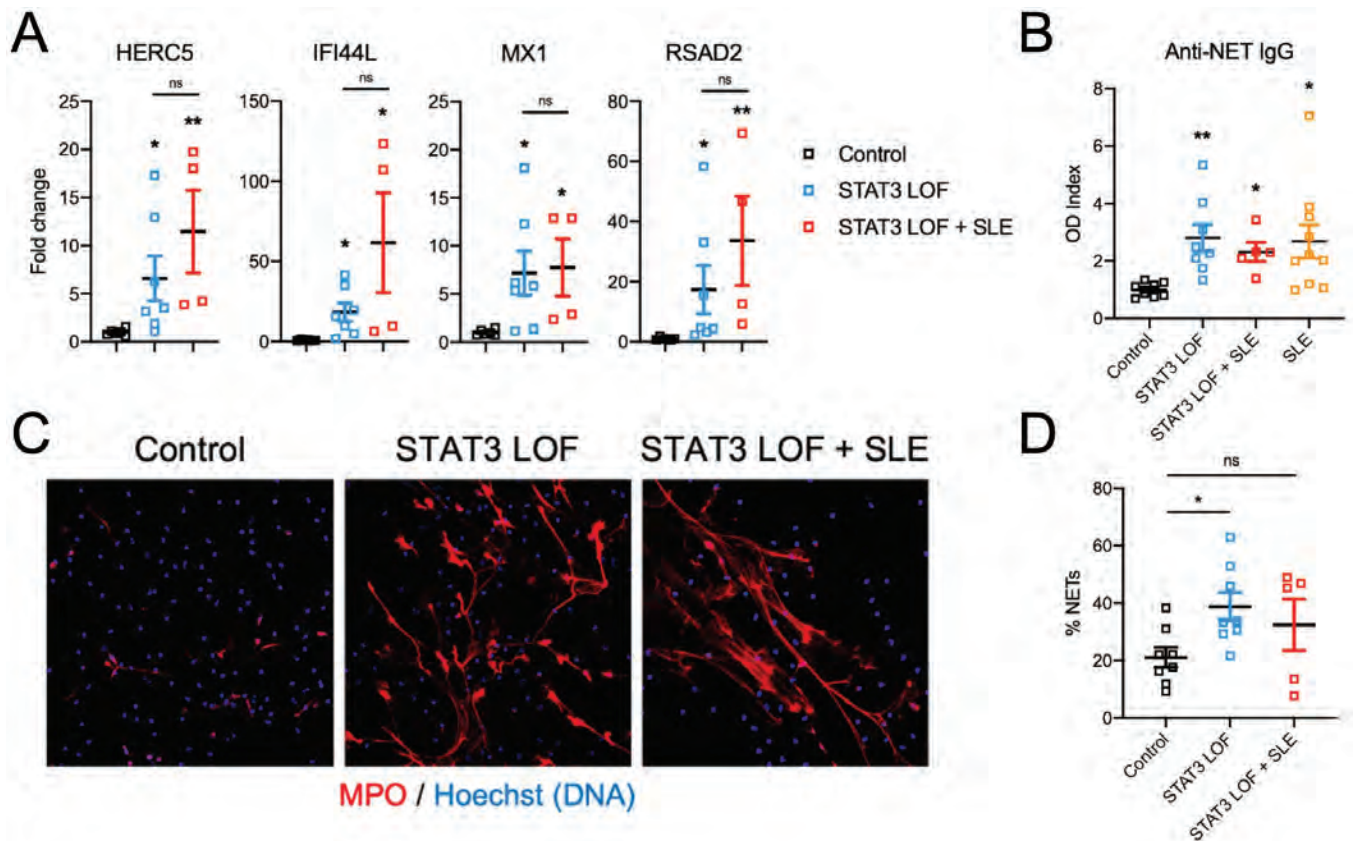 A
HERC5
IFI44L
MX1
RSAD2
ns
ns
ns
ns
Fold change
25
20
15
10
5
0
* **
150
100
50
0
* *
25
20
15
10
5
0
* *
80
60
40
20
0
* **
Control
STAT3 LOF
STAT3 LOF + SLE
B
Anti-NET IgG
OD Index
8
6
4
2
0
** * *
Control
STAT3 LOF
STAT3 LOF + SLE
SLE
C
Control
STAT3 LOF
STAT3 LOF + SLE
MPO / Hoechst (DNA)
D
ns
*
% NETs
80
60
40
20
0
Control
STAT3 LOF
STAT3 LOF + SLE